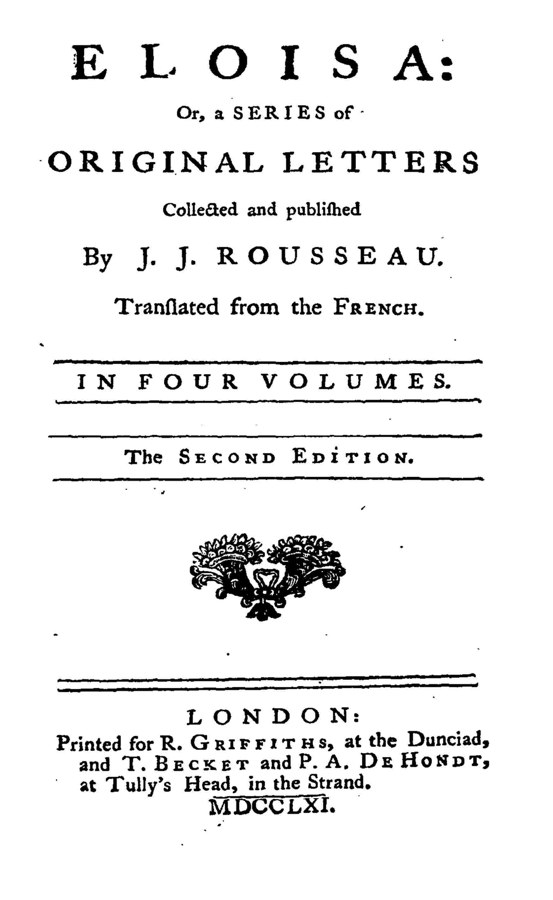 ELOISA:
Or, a SERIES of
ORIGINAL LETTERS
Collected and publiſhed
By J. J. ROUSSEAU.
Tranſlated from the FRENCH.
IN FOUR VOLUMES.
The SECOND EDITION.
LONDON:
Printed for R. GRIFFITHS, at the Dunciad,
and T. BECKET and P. A. DE HONDT,
at Tully's Head, in the Strand.
MDCCLXI.